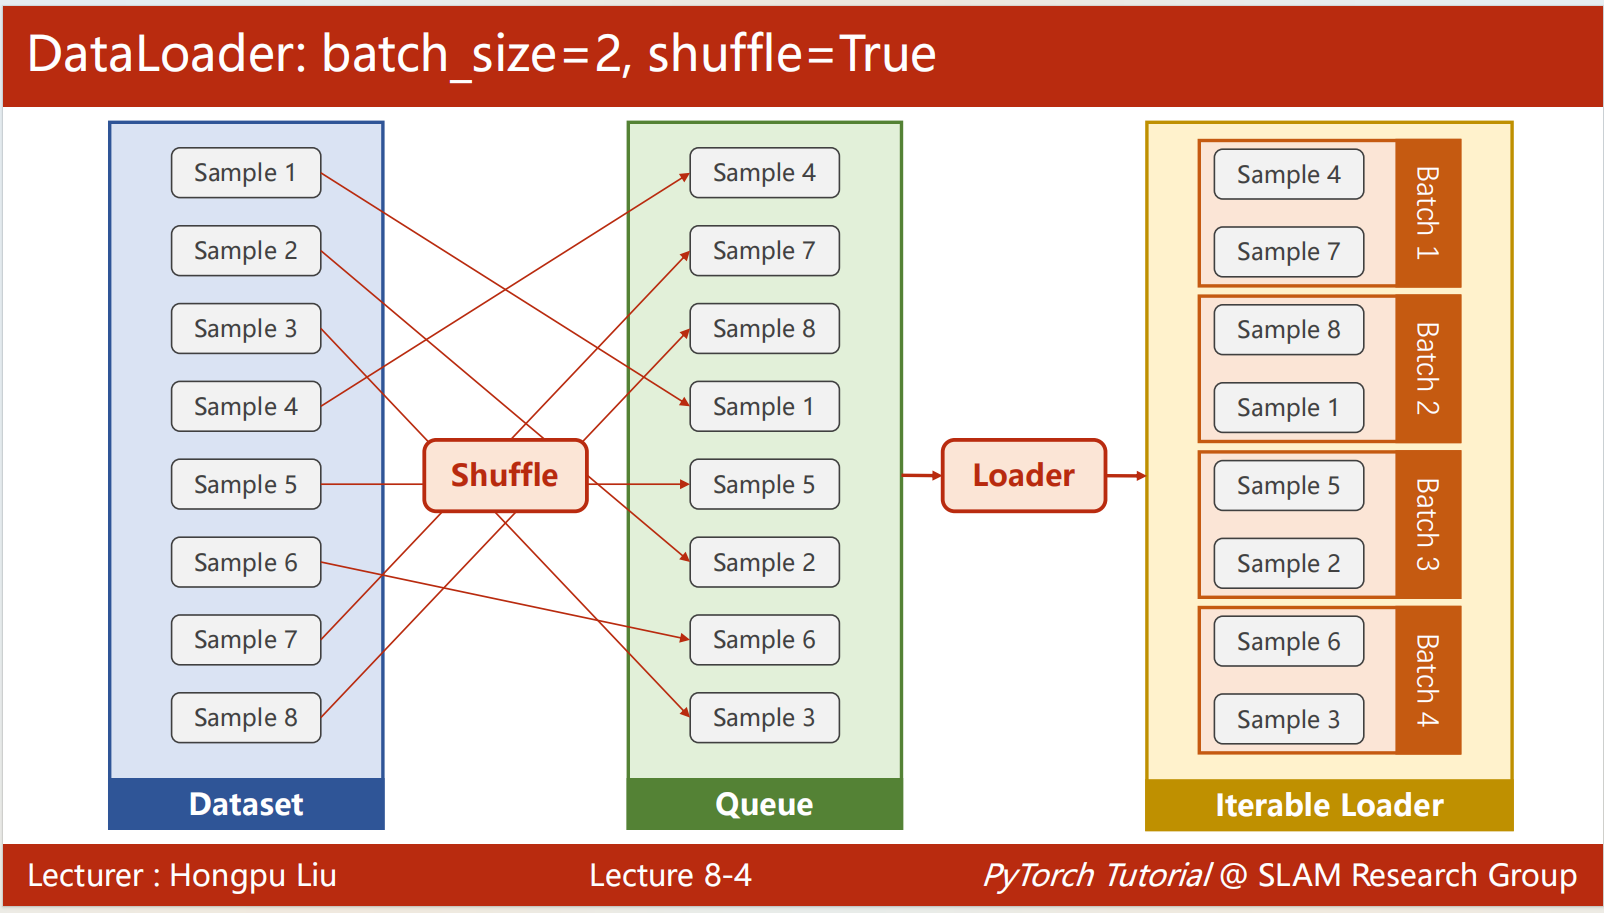 DataLoader: batch_size=2, shuffle=True
Sample 1
Sample 2
Sample 3
Sample 4
Sample 5
Sample 6
Sample 7
Sample 8
Dataset
Shuffle
Sample 4
Sample 7
Sample 8
Sample 1
Sample 5
Sample 2
Sample 6
Sample 3
Queue
Loader
Sample 4
Sample 7
Batch 1
Sample 8
Sample 1
Batch 2
Sample 5
Sample 2
Batch 3
Sample 6
Sample 3
Batch 4
Iterable Loader
Lecturer : Hongpu Liu
Lecture 8-4
PyTorch Tutorial @ SLAM Research Group